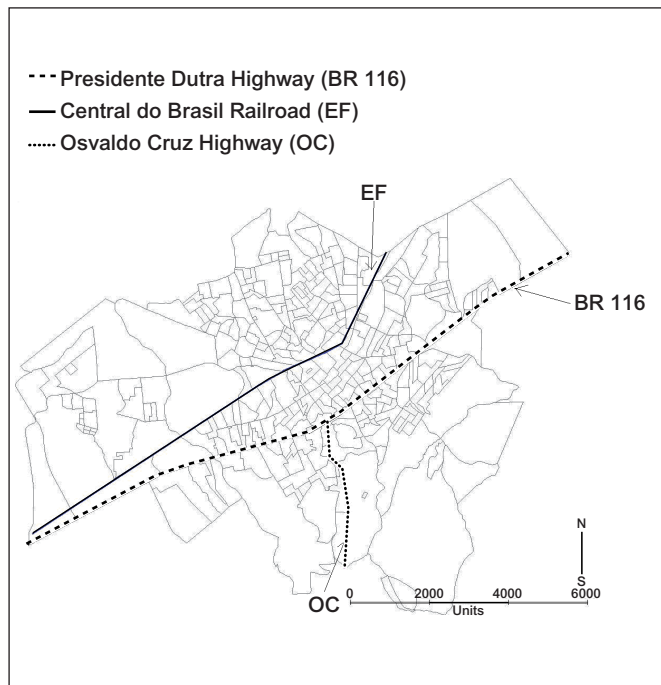 Presidente Dutra Highway (BR 116)
Central do Brasil Railroad (EF)
Osvaldo Cruz Highway (OC)
EF
BR 116
N
S
OC
0 2000 4000 6000
Units